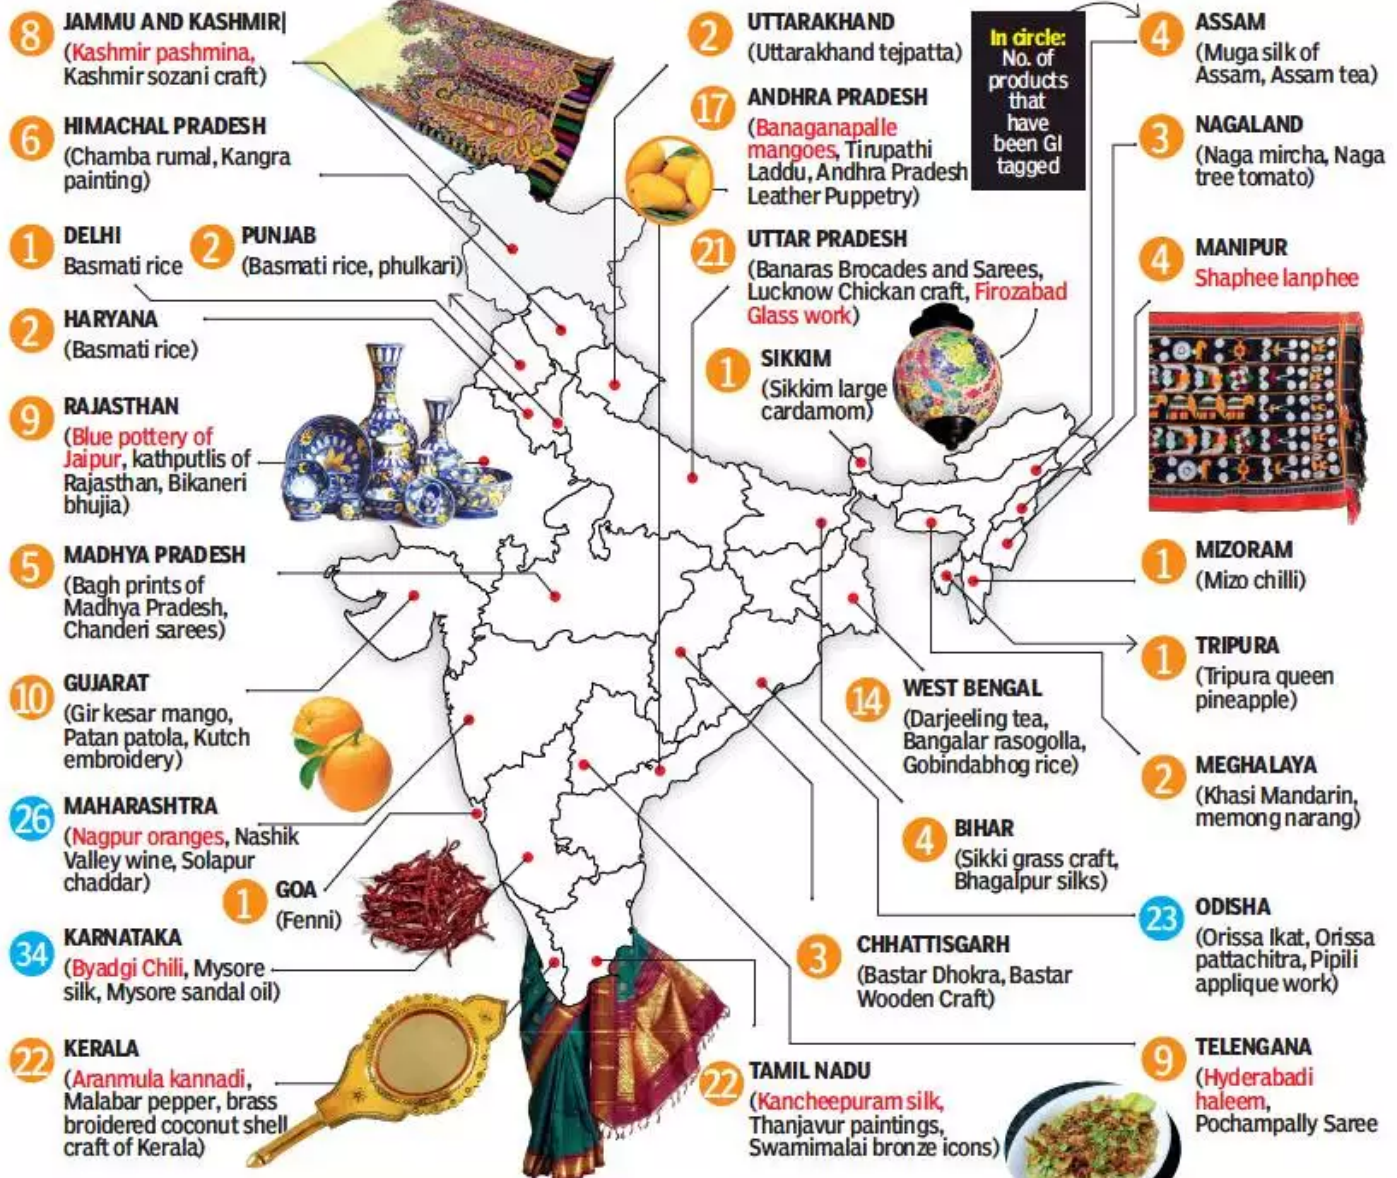 8
JAMMU AND KASHMIR|
(Kashmir pashmina,
Kashmir sozani craft)
6
HIMACHAL PRADESH
(Chamba rumal, Kangra
painting)
1
DELHI
Basmati rice
2
PUNJAB
(Basmati rice, phulkari)
2
HARYANA
(Basmati rice)
9
RAJASTHAN
(Blue pottery of
Jaipur, kathputlis of
Rajasthan, Bikaneri
bhujia)
5
MADHYA PRADESH
(Bagh prints of
Madhya Pradesh,
Chanderi sarees)
10
GUJARAT
(Gir kesar mango,
Patan patola, Kutch
embroidery)
26
MAHARASHTRA
(Nagpur oranges, Nashik
Valley wine, Solapur
chaddar)
1
GOA
(Fenni)
34
KARNATAKA
(Byadgi Chili, Mysore
silk, Mysore sandal oil)
22
KERALA
(Aranmula kannadi,
Malabar pepper, brass
broidered coconut shell
craft of Kerala)
2
UTTARAKHAND
(Uttarakhand tejpatta)
17
ANDHRA PRADESH
(Banaganapalle
mangoes, Tirupathi
Laddu, Andhra Pradesh
Leather Puppetry)
21
UTTAR PRADESH
(Banaras Brocades and Sarees,
Lucknow Chickan craft, Firozabad
Glass work)
1
SIKKIM
(Sikkim large
cardamom)
In circle:
No. of
products
that
have
been GI
tagged
4
ASSAM
(Muga silk of
Assam, Assam tea)
3
NAGALAND
(Naga mircha, Naga
tree tomato)
4
MANIPUR
Shaphee lanphee
1
MIZORAM
(Mizo chilli)
1
TRIPURA
(Tripura queen
pineapple)
2
MEGHALAYA
(Khasi Mandarin,
memong narang)
14
WEST BENGAL
(Darjeeling tea,
Bangalar rasogolla,
Gobindabhog rice)
4
BIHAR
(Sikki grass craft,
Bhagalpur silks)
23
ODISHA
(Orissa Ikat, Orissa
pattachitra, Pipili
applique work)
3
CHHATTISGARH
(Bastar Dhokra, Bastar
Wooden Craft)
22
TAMIL NADU
(Kancheepuram silk,
Thanjavur paintings,
Swamimalai bronze icons)
9
TELENGANA
(Hyderabadi
haleem,
Pochampally Saree